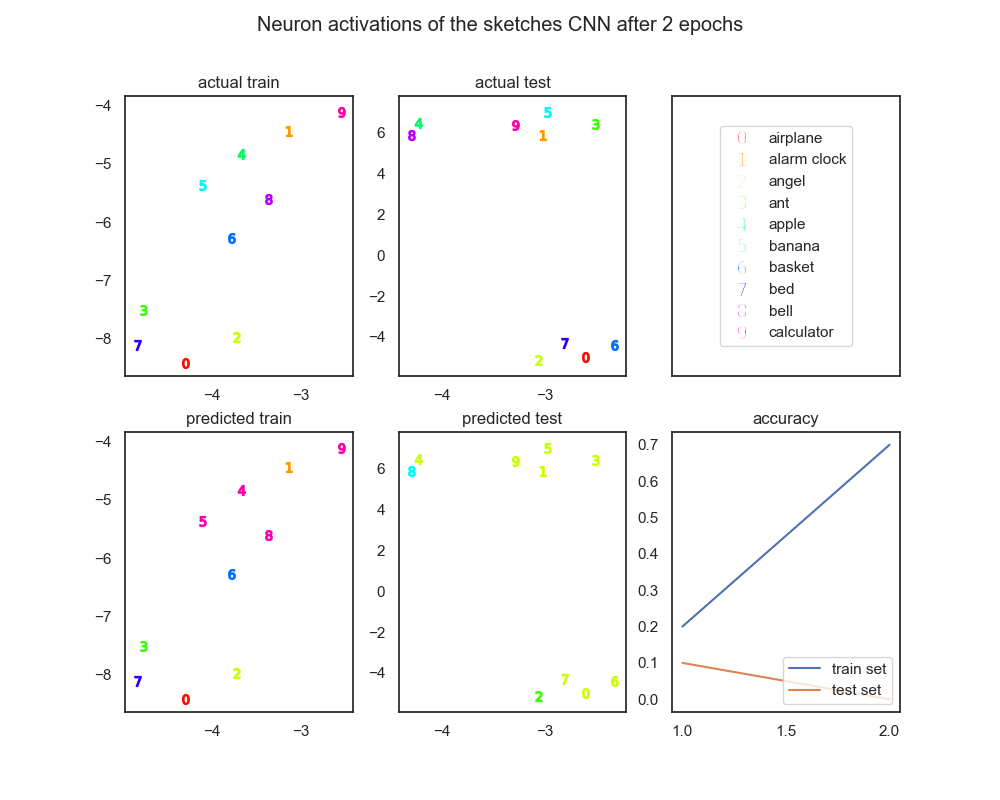 Neuron activations of the sketches CNN after 2 epochs
actual train
−4
−5
−6
−7
−8
9
1
4
5
8
6
3
7
2
0
−4 −3
actual test
6
4
2
0
−2
−4
5
4 9 3
8 1
7 6
2 0
−4 −3
0 airplane
1 alarm clock
2 angel
3 ant
4 apple
5 banana
6 basket
7 bed
8 bell
9 calculator
predicted train
−4
−5
−6
−7
−8
9
1
4
5
8
6
3
7
2
0
−4 −3
predicted test
6
4
2
0
−2
−4
5
4 9 3
8 1
7 6
2 0
−4 −3
accuracy
0.7
0.6
0.5
0.4
0.3
0.2
0.1
0.0
train set
test set
1.0 1.5 2.0